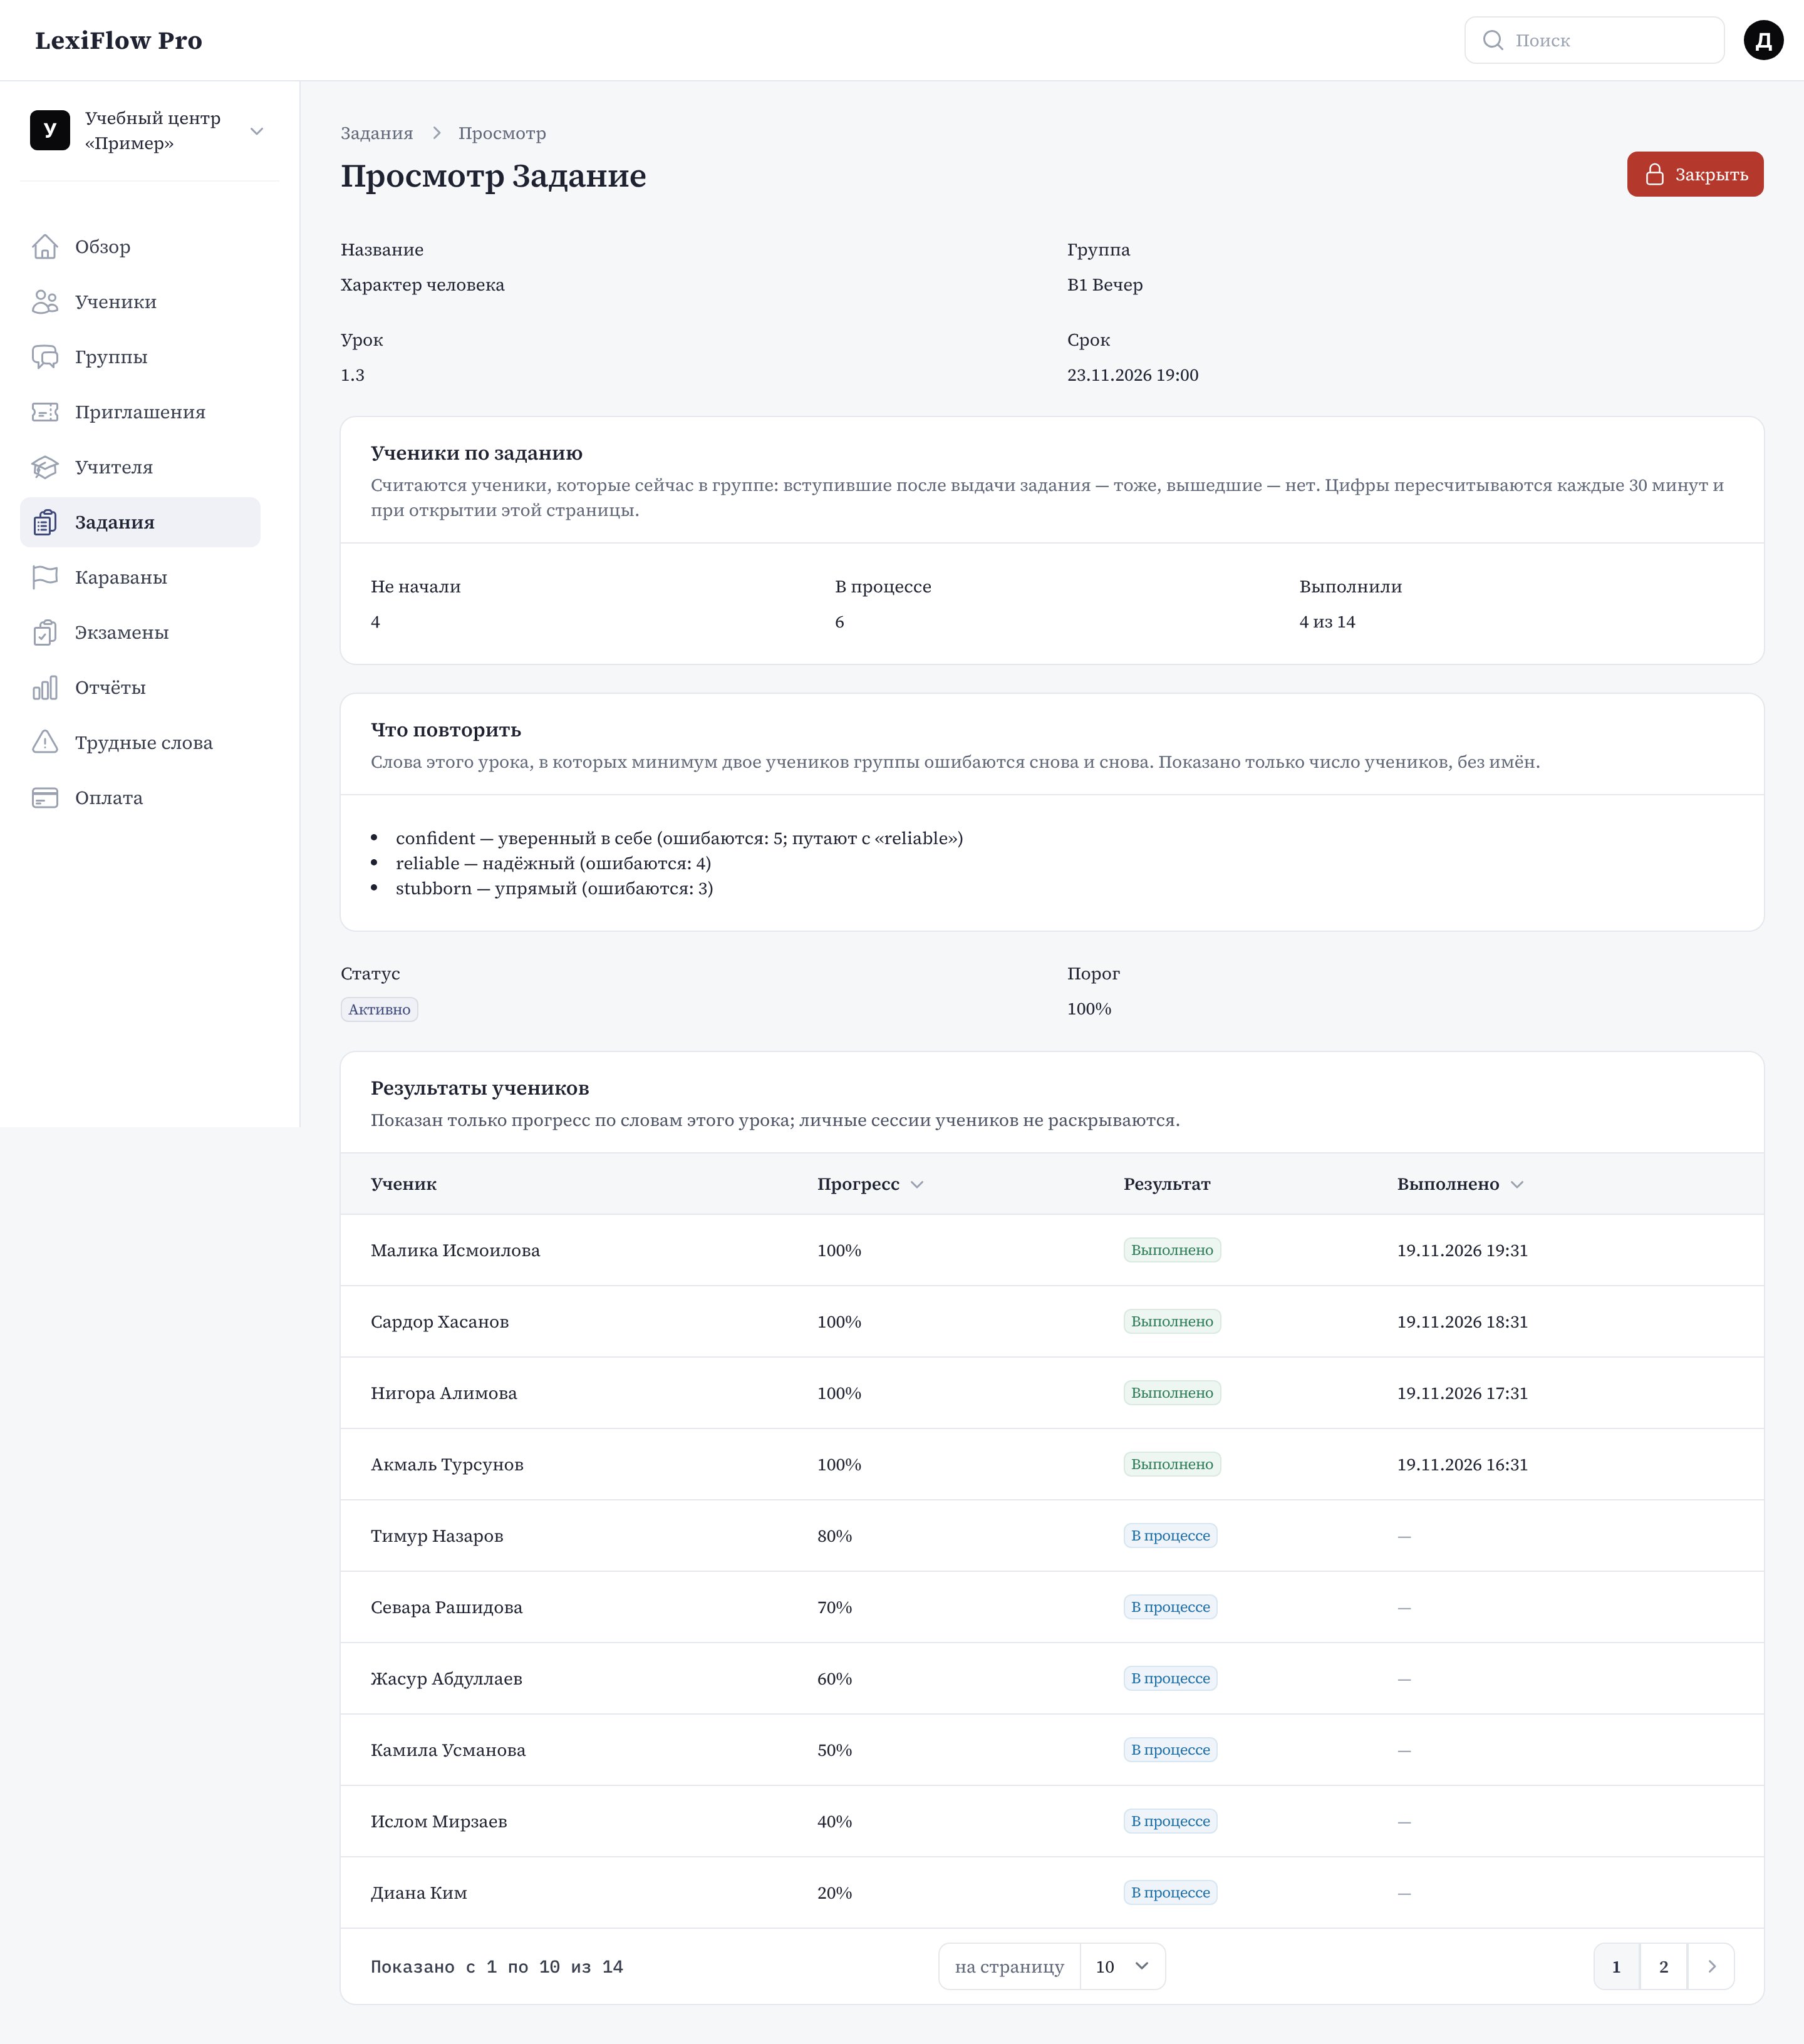 LexiFlow Pro
Поиск
Д
У
Учебный центр
«Пример»
Обзор
Ученики
Группы
Приглашения
Учителя
Задания
Караваны
Экзамены
Отчёты
Трудные слова
Оплата
Задания
Просмотр
Просмотр Задание
Закрыть
Название
Группа
Характер человека
B1 Вечер
Урок
Срок
1.3
23.11.2026 19:00
Ученики по заданию
Считаются ученики, которые сейчас в группе: вступившие после выдачи задания — тоже, вышедшие — нет. Цифры пересчитываются каждые 30 минут и
при открытии этой страницы.
Не начали
В процессе
Выполнили
4
6
4 из 14
Что повторить
Слова этого урока, в которых минимум двое учеников группы ошибаются снова и снова. Показано только число учеников, без имён.
• confident — уверенный в себе (ошибаются: 5; путают с «reliable»)
• reliable — надёжный (ошибаются: 4)
• stubborn — упрямый (ошибаются: 3)
Статус
Порог
Активно
100%
Результаты учеников
Показан только прогресс по словам этого урока; личные сессии учеников не раскрываются.
Ученик Прогресс Результат Выполнено
Малика Исмоилова 100% Выполнено 19.11.2026 19:31
Сардор Хасанов 100% Выполнено 19.11.2026 18:31
Нигора Алимова 100% Выполнено 19.11.2026 17:31
Акмаль Турсунов 100% Выполнено 19.11.2026 16:31
Тимур Назаров 80% В процессе —
Севара Рашидова 70% В процессе —
Жасур Абдуллаев 60% В процессе —
Камила Усманова 50% В процессе —
Ислом Мирзаев 40% В процессе —
Диана Ким 20% В процессе —
Показано с 1 по 10 из 14
на страницу 10
1 2